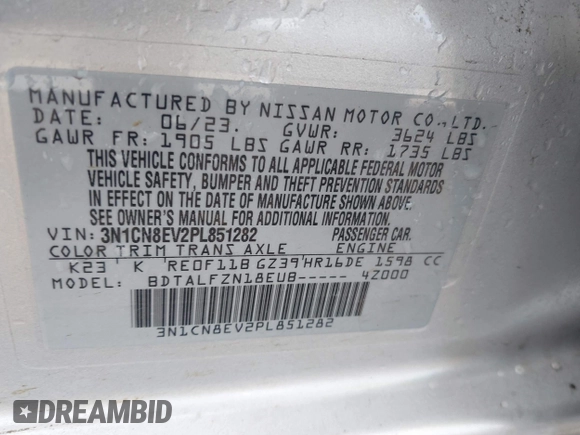 MANUFACTURED BY NISSAN MOTOR CO., LTD.
DATE: 06/23. GVWR: 3624 LBS
GAWR FR: 1905 LBS GAWR RR: 1735 LBS
THIS VEHICLE CONFORMS TO ALL APPLICABLE FEDERAL MOTOR
VEHICLE SAFETY, BUMPER AND THEFT PREVENTION STANDARDS
IN EFFECT ON THE DATE OF MANUFACTURE SHOWN ABOVE.
SEE OWNER'S MANUAL FOR ADDITIONAL INFORMATION.
VIN: 3N1CN8EV2PL851282 PASSENGER CAR.
COLOR TRIM TRANS AXLE ENGINE
K23 K RE0F11B GZ39 HR16DE 1598 CC
MODEL: BDTALFZN18EUB----- 4Z000
3N1CN8EV2PL851282
DREAMBID